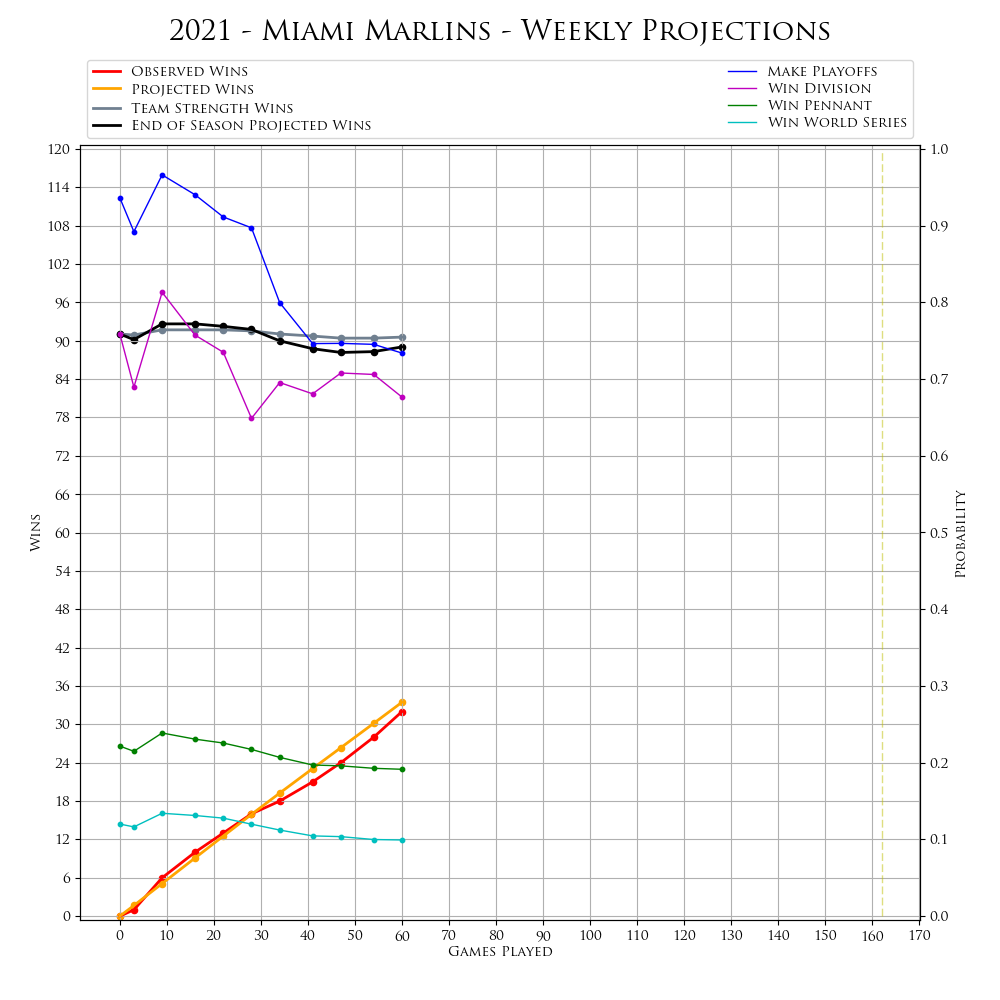 2021 - Miami Marlins - Weekly Projections
Observed Wins
Projected Wins
Team Strength Wins
End of Season Projected Wins
Make Playoffs
Win Division
Win Pennant
Win World Series
120
114
108
102
96
90
84
78
72
66
60
54
48
42
36
30
24
18
12
6
0
Wins
1.0
0.9
0.8
0.7
0.6
0.5
0.4
0.3
0.2
0.1
0.0
Probability
0 10 20 30 40 50 60 70 80 90 100 110 120 130 140 150 160 170
Games Played